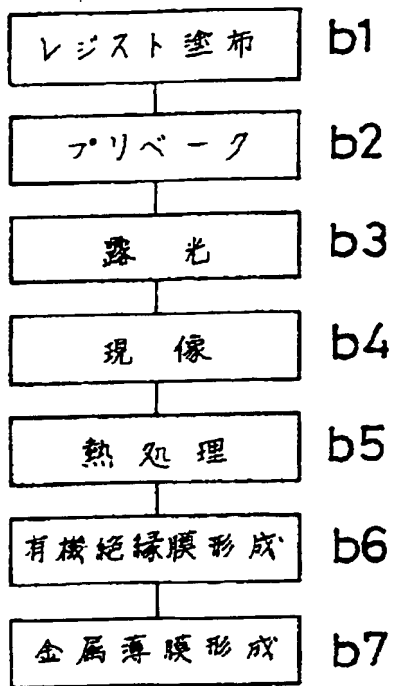 レジスト塗布 b1
プリベーク b2
露光 b3
現像 b4
熱処理 b5
有機絶縁膜形成 b6
金属薄膜形成 b7